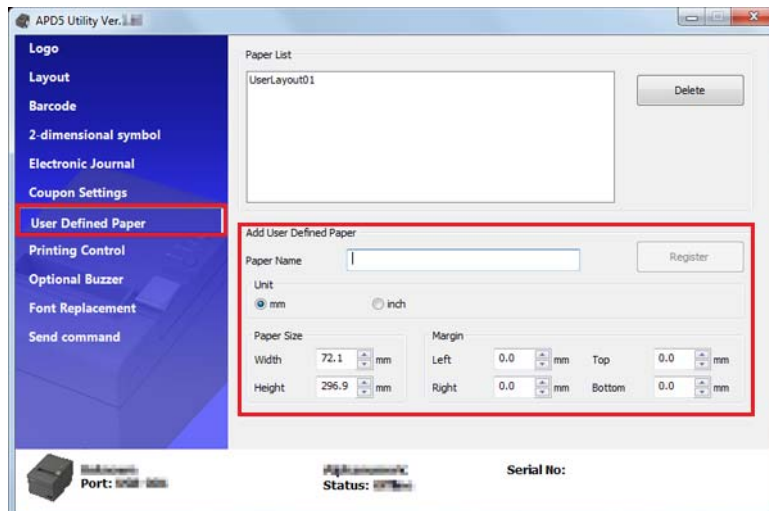 APD5 Utility Ver.
Logo
Layout
Barcode
2-dimensional symbol
Electronic Journal
Coupon Settings
User Defined Paper
Printing Control
Optional Buzzer
Font Replacement
Send command
Paper List
UserLayout01
Delete
Add User Defined Paper
Paper Name
Register
Unit
mm inch
Paper Size
Width 72.1 mm
Height 296.9 mm
Margin
Left 0.0 mm Top 0.0 mm
Right 0.0 mm Bottom 0.0 mm
Port:
Status:
Serial No: